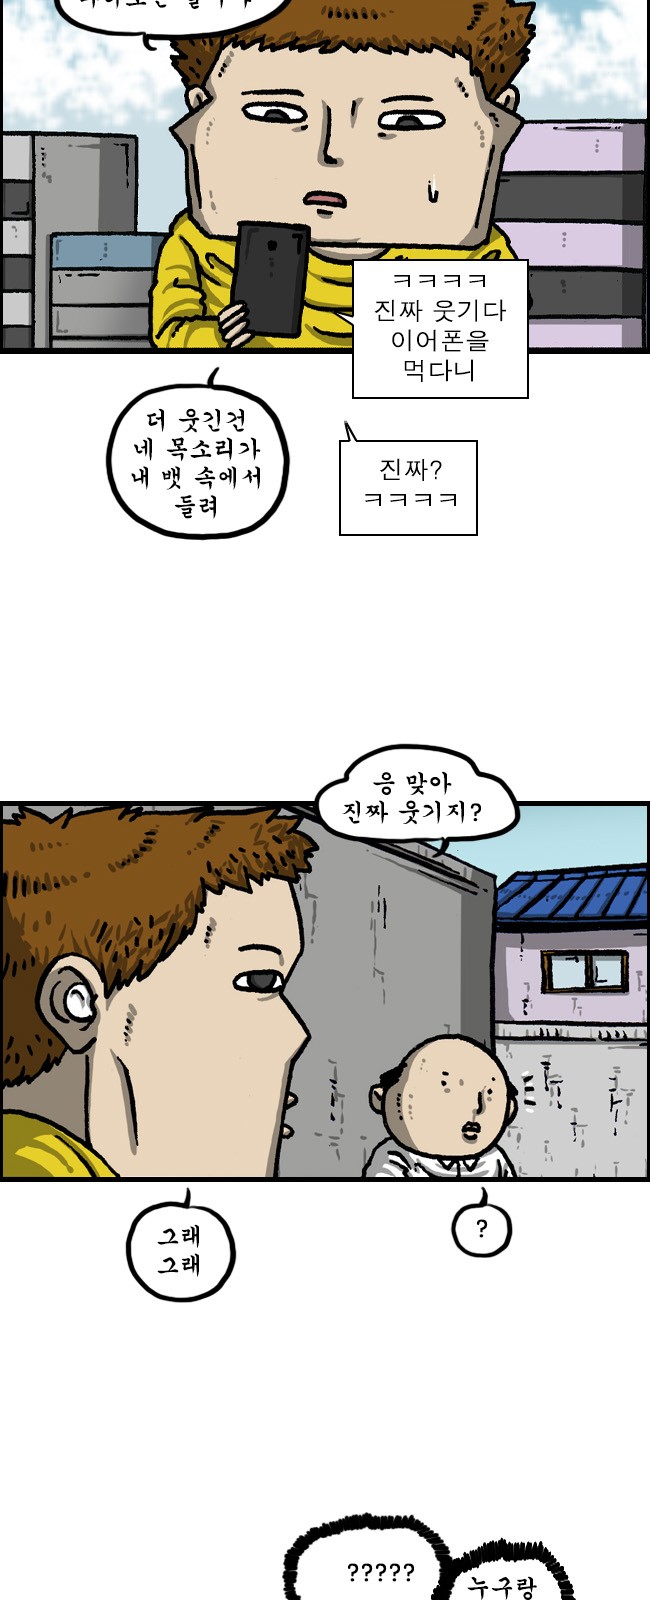 ㅋㅋㅋㅋ
진짜 웃기다
이어폰을
먹다니
더 웃긴건
네 목소리가
내 뱃 속에서
들려
진짜?
ㅋㅋㅋㅋ
응 맞아
진짜 웃기지?
그래
그래
?
?????
누구랑